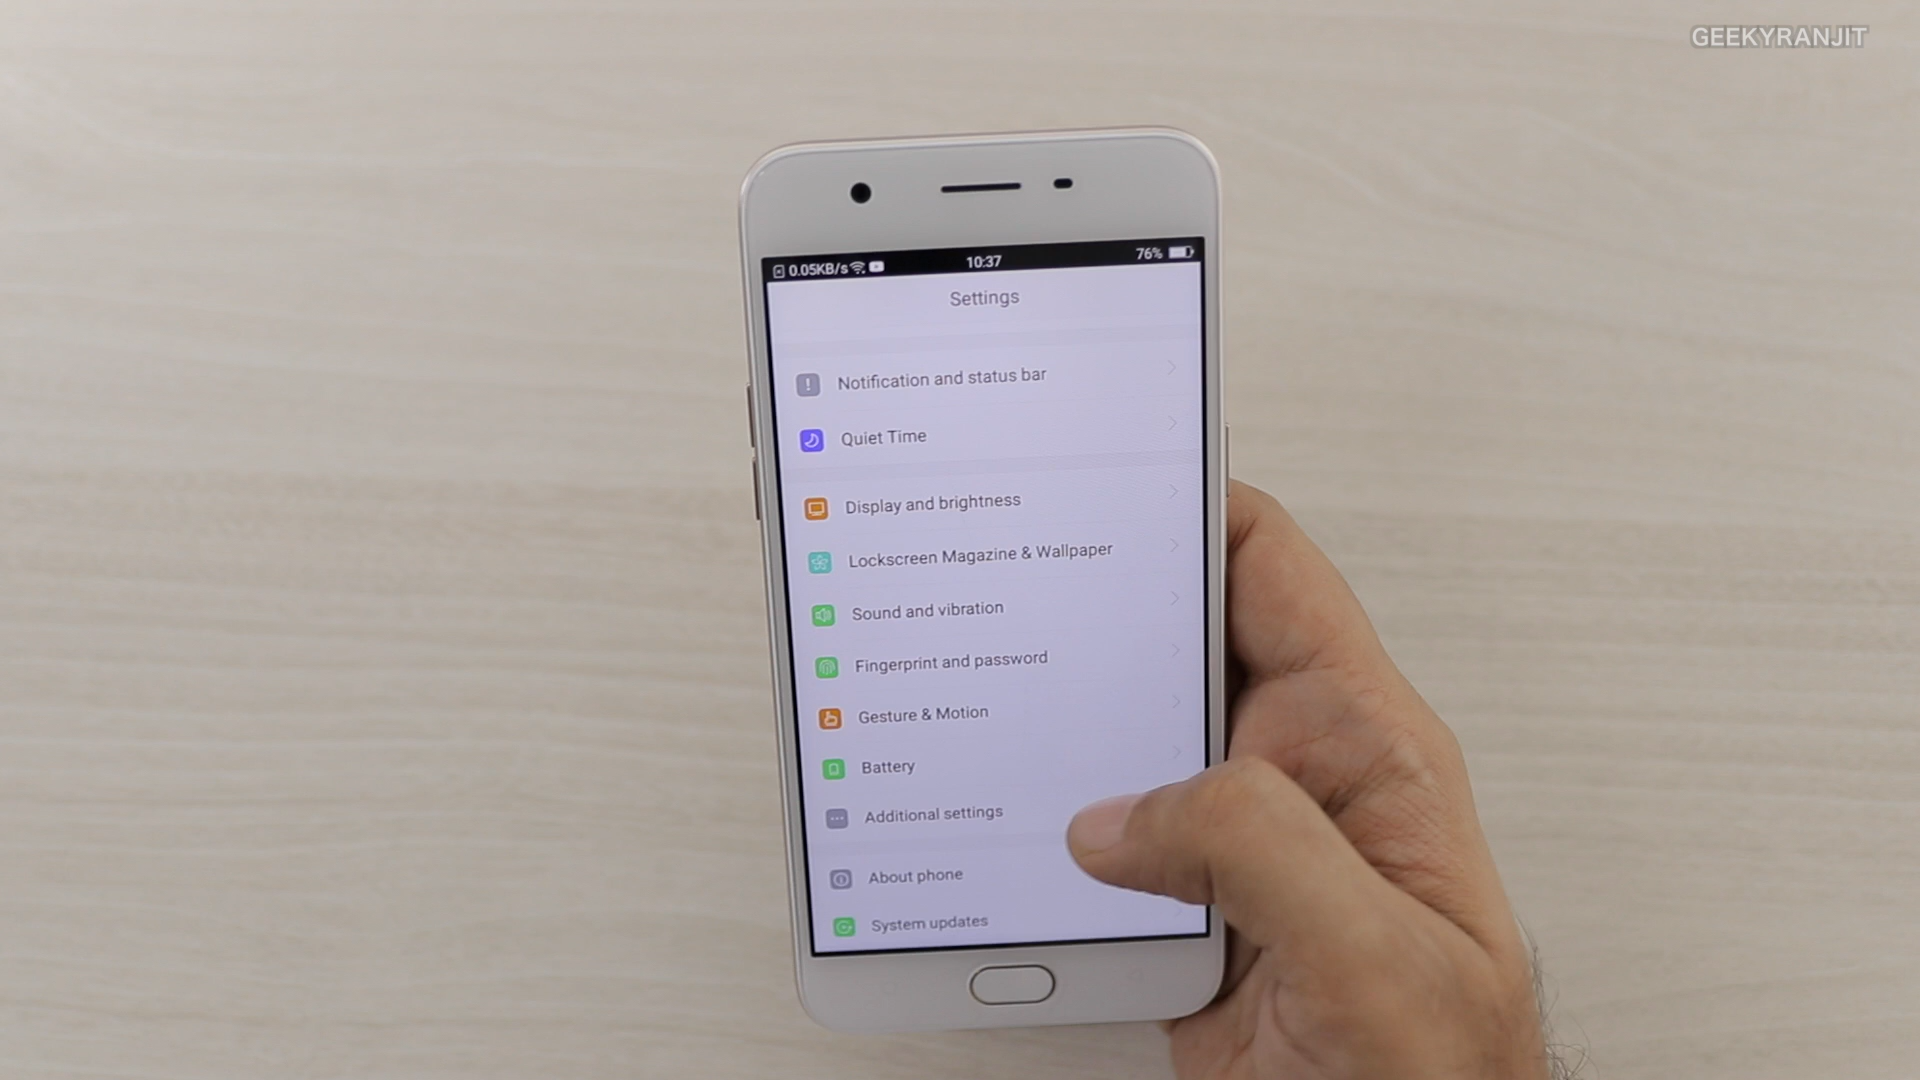 GEEKYRANJIT
0.05KB/s 10:37 76%
Settings
Notification and status bar
Quiet Time
Display and brightness
Lockscreen Magazine & Wallpaper
Sound and vibration
Fingerprint and password
Gesture & Motion
Battery
Additional settings
About phone
System updates